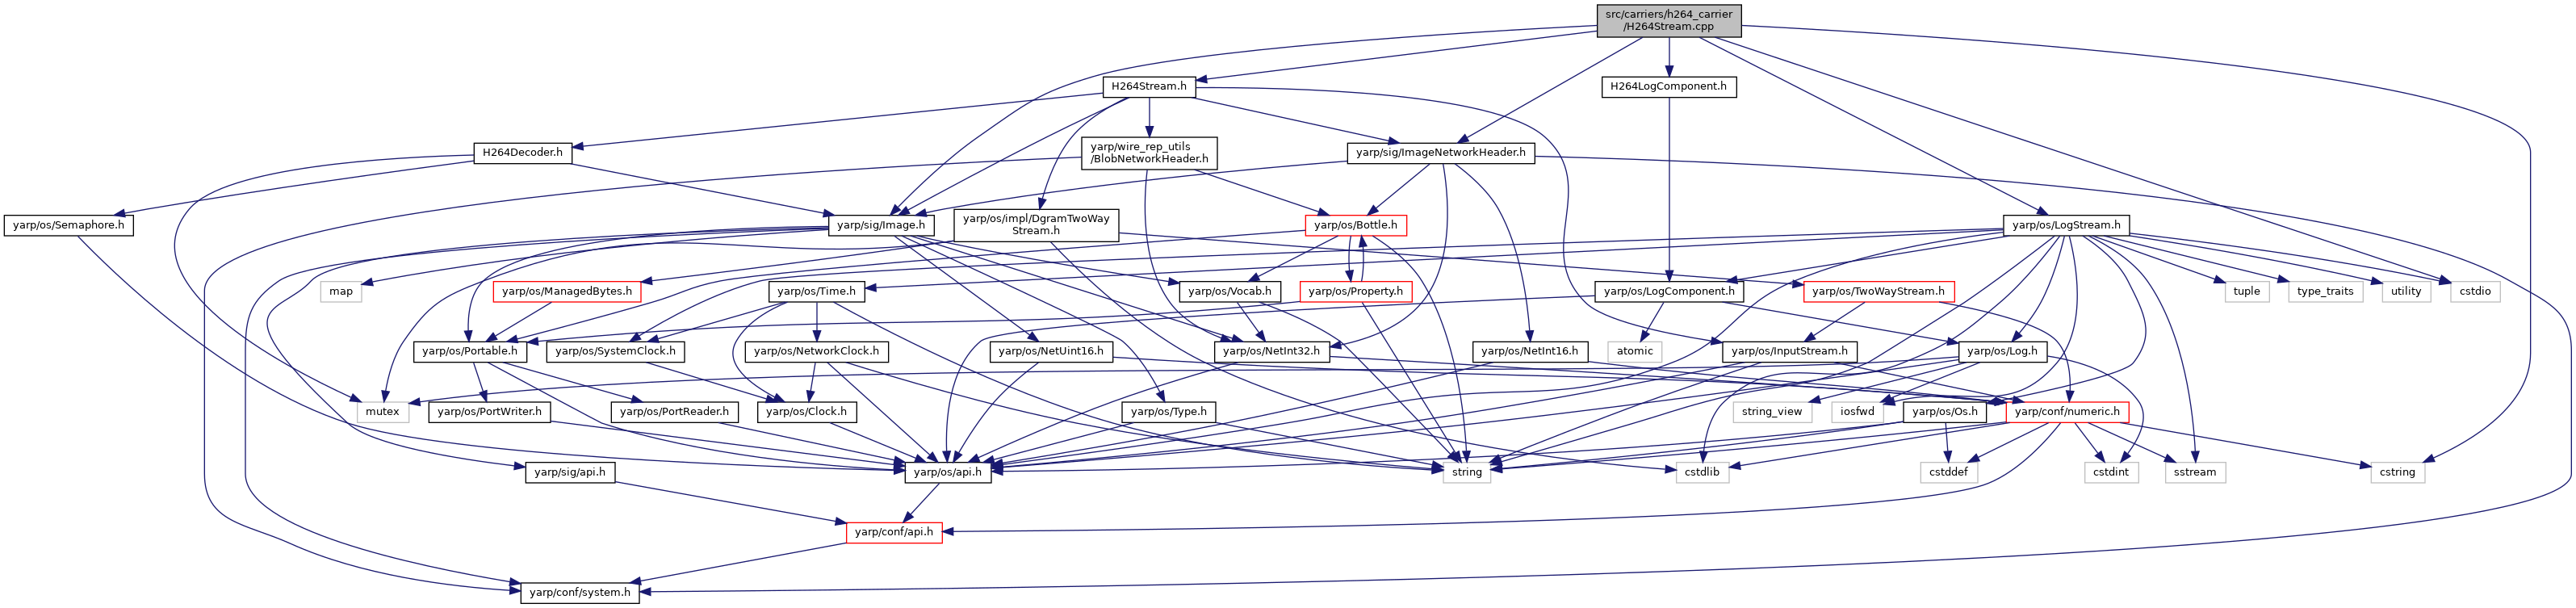 src/carriers/h264_carrier
/H264Stream.cpp
H264Stream.h
H264LogComponent.h
H264Decoder.h
yarp/wire_rep_utils
/BlobNetworkHeader.h
yarp/sig/ImageNetworkHeader.h
yarp/os/Semaphore.h
yarp/sig/Image.h
yarp/os/impl/DgramTwoWay
Stream.h
yarp/os/Bottle.h
yarp/os/LogStream.h
map
yarp/os/ManagedBytes.h
yarp/os/Time.h
yarp/os/Vocab.h
yarp/os/Property.h
yarp/os/LogComponent.h
yarp/os/TwoWayStream.h
tuple
type_traits
utility
cstdio
yarp/os/Portable.h
yarp/os/SystemClock.h
yarp/os/NetworkClock.h
yarp/os/NetUint16.h
yarp/os/NetInt32.h
yarp/os/NetInt16.h
atomic
yarp/os/InputStream.h
yarp/os/Log.h
mutex
yarp/os/PortWriter.h
yarp/os/PortReader.h
yarp/os/Clock.h
yarp/os/Type.h
string_view
iosfwd
yarp/os/Os.h
yarp/conf/numeric.h
yarp/sig/api.h
yarp/os/api.h
string
cstdlib
cstddef
cstdint
sstream
cstring
yarp/conf/api.h
yarp/conf/system.h